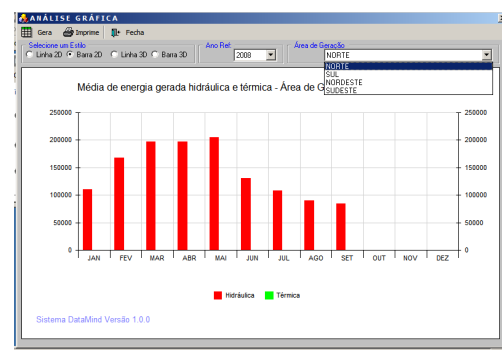 ANÁLISE GRÁFICA
Gera Imprime Fecha
Selecione um Estilo
Linha 2D Barra 2D Linha 3D Barra 3D
Ano Ref:
2008
Área de Geração
NORTE
NORTE
SUL
NORDESTE
SUDESTE
Média de energia gerada hidráulica e térmica - Área de G
250000 250000
200000 200000
150000 150000
100000 100000
50000 50000
0 0
JAN FEV MAR ABR MAI JUN JUL AGO SET OUT NOV DEZ
Hidráulica Térmica
Sistema DataMind Versão 1.0.0